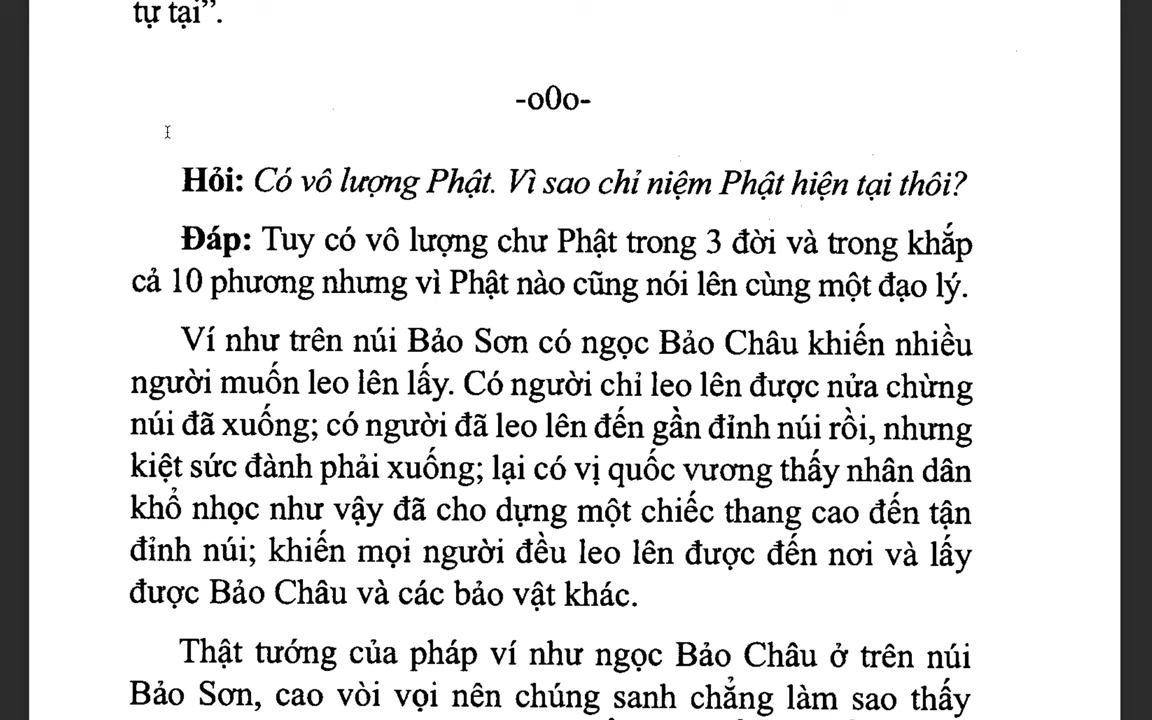 tự tại”.
-o0o-
Hỏi: Có vô lượng Phật. Vì sao chỉ niệm Phật hiện tại thôi?
Đáp: Tuy có vô lượng chư Phật trong 3 đời và trong khắp
cả 10 phương nhưng vì Phật nào cũng nói lên cùng một đạo lý.
Ví như trên núi Bảo Sơn có ngọc Bảo Châu khiến nhiều
người muốn leo lên lấy. Có người chỉ leo lên được nửa chừng
núi đã xuống; có người đã leo lên đến gần đỉnh núi rồi, nhưng
kiệt sức đành phải xuống; lại có vị quốc vương thấy nhân dân
khổ nhọc như vậy đã cho dựng một chiếc thang cao đến tận
đỉnh núi; khiến mọi người đều leo lên được đến nơi và lấy
được Bảo Châu và các bảo vật khác.
Thật tướng của pháp ví như ngọc Bảo Châu ở trên núi
Bảo Sơn, cao vòi vọi nên chúng sanh chẳng làm sao thấy